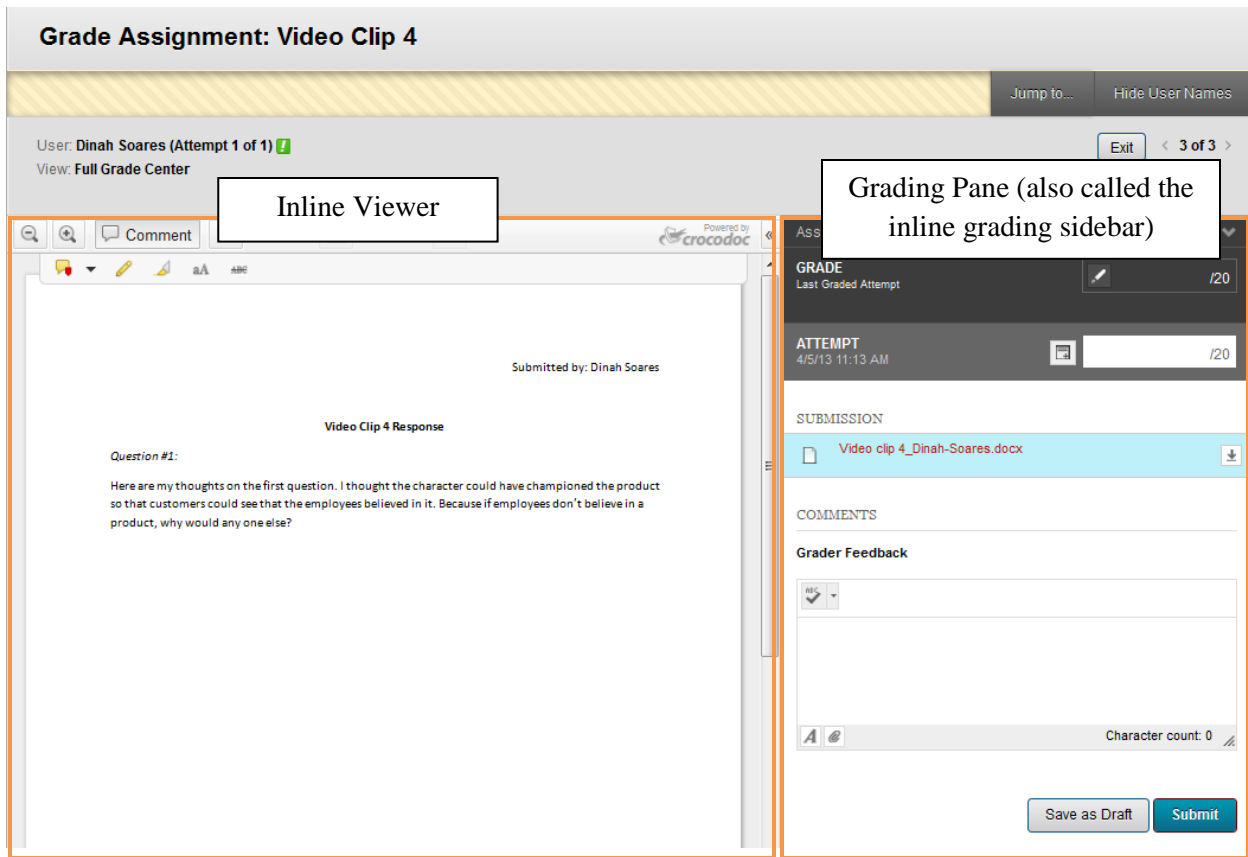 Grade Assignment: Video Clip 4
Jump to...
Hide User Names
User: Dinah Soares (Attempt 1 of 1)
View: Full Grade Center
Exit
< 3 of 3 >
Inline Viewer
Grading Pane (also called the
inline grading sidebar)
Comment
Powered by
crocodoc
«
aA
ABC
Submitted by: Dinah Soares
Video Clip 4 Response
Question #1:
Here are my thoughts on the first question. I thought the character could have championed the product
so that customers could see that the employees believed in it. Because if employees don't believe in a
product, why would any one else?
Ass
GRADE
Last Graded Attempt
/20
ATTEMPT
4/5/13 11:13 AM
/20
SUBMISSION
Video clip 4_Dinah-Soares.docx
COMMENTS
Grader Feedback
ABC
A
Character count: 0
Save as Draft
Submit